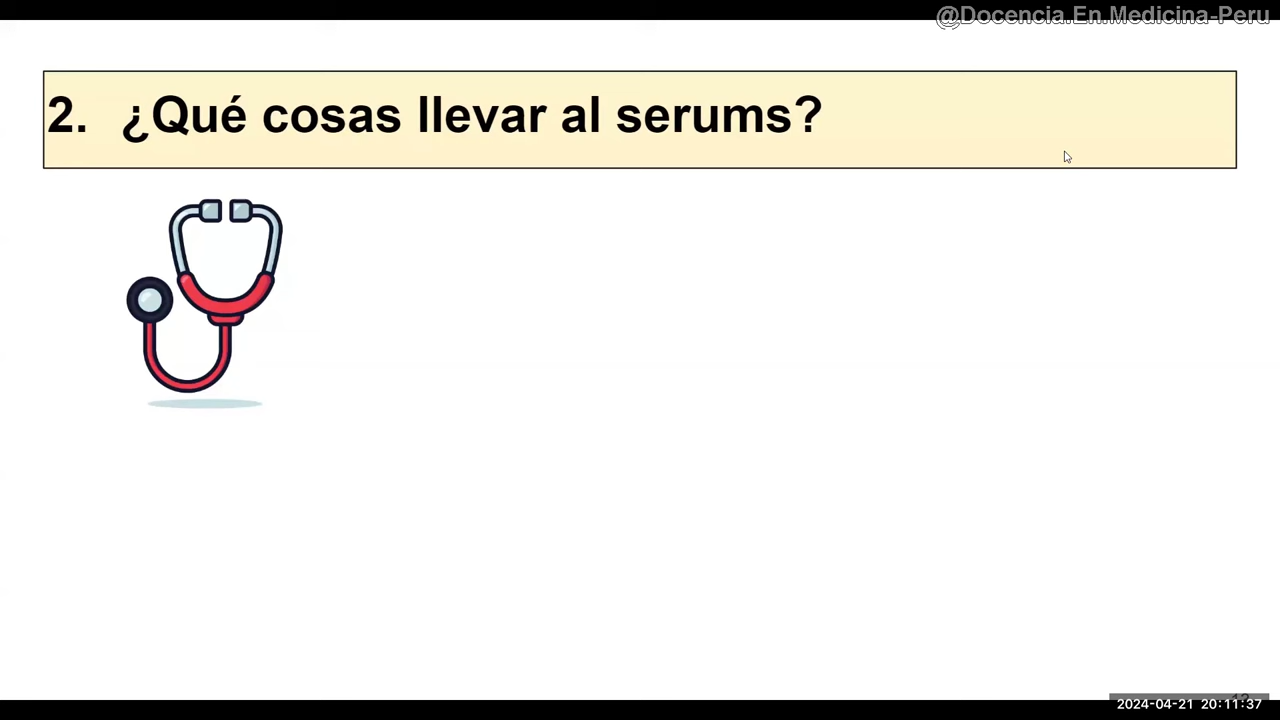 @Docencia.En.Medicina-Peru
2. ¿Qué cosas llevar al serums?
2024-04-21 20:11:37